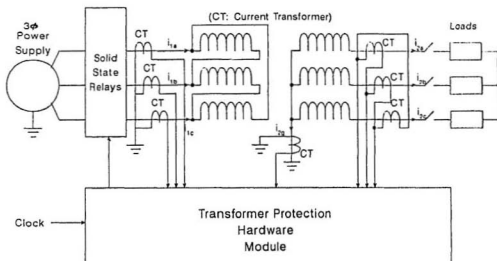 (CT: Current Transformer)
3Φ
Power
Supply
Solid
State
Relays
CT
i1a
CT
i1b
CT
i1c
CT
i2a
CT
i2b
CT
i2c
i2g
CT
Loads
Clock
Transformer Protection
Hardware
Module